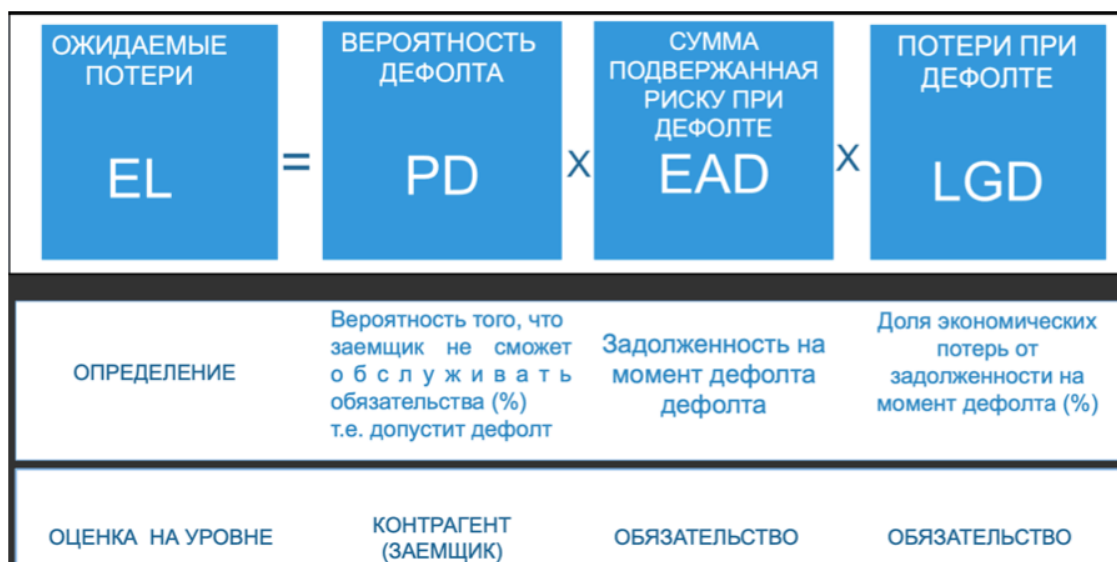 ОЖИДАЕМЫЕ
ПОТЕРИ
EL
=
ВЕРОЯТНОСТЬ
ДЕФОЛТА
PD
X
СУММА
ПОДВЕРЖАННАЯ
РИСКУ ПРИ
ДЕФОЛТЕ
EAD
X
ПОТЕРИ ПРИ
ДЕФОЛТЕ
LGD
ОПРЕДЕЛЕНИЕ
Вероятность того, что
заемщик не сможет
обслуживать
обязательства (%)
т.е. допустит дефолт
Задолженность на
момент дефолта
дефолта
Доля экономических
потерь от
задолженности на
момент дефолта (%)
ОЦЕНКА НА УРОВНЕ
КОНТРАГЕНТ
(ЗАЕМЩИК)
ОБЯЗАТЕЛЬСТВО
ОБЯЗАТЕЛЬСТВО